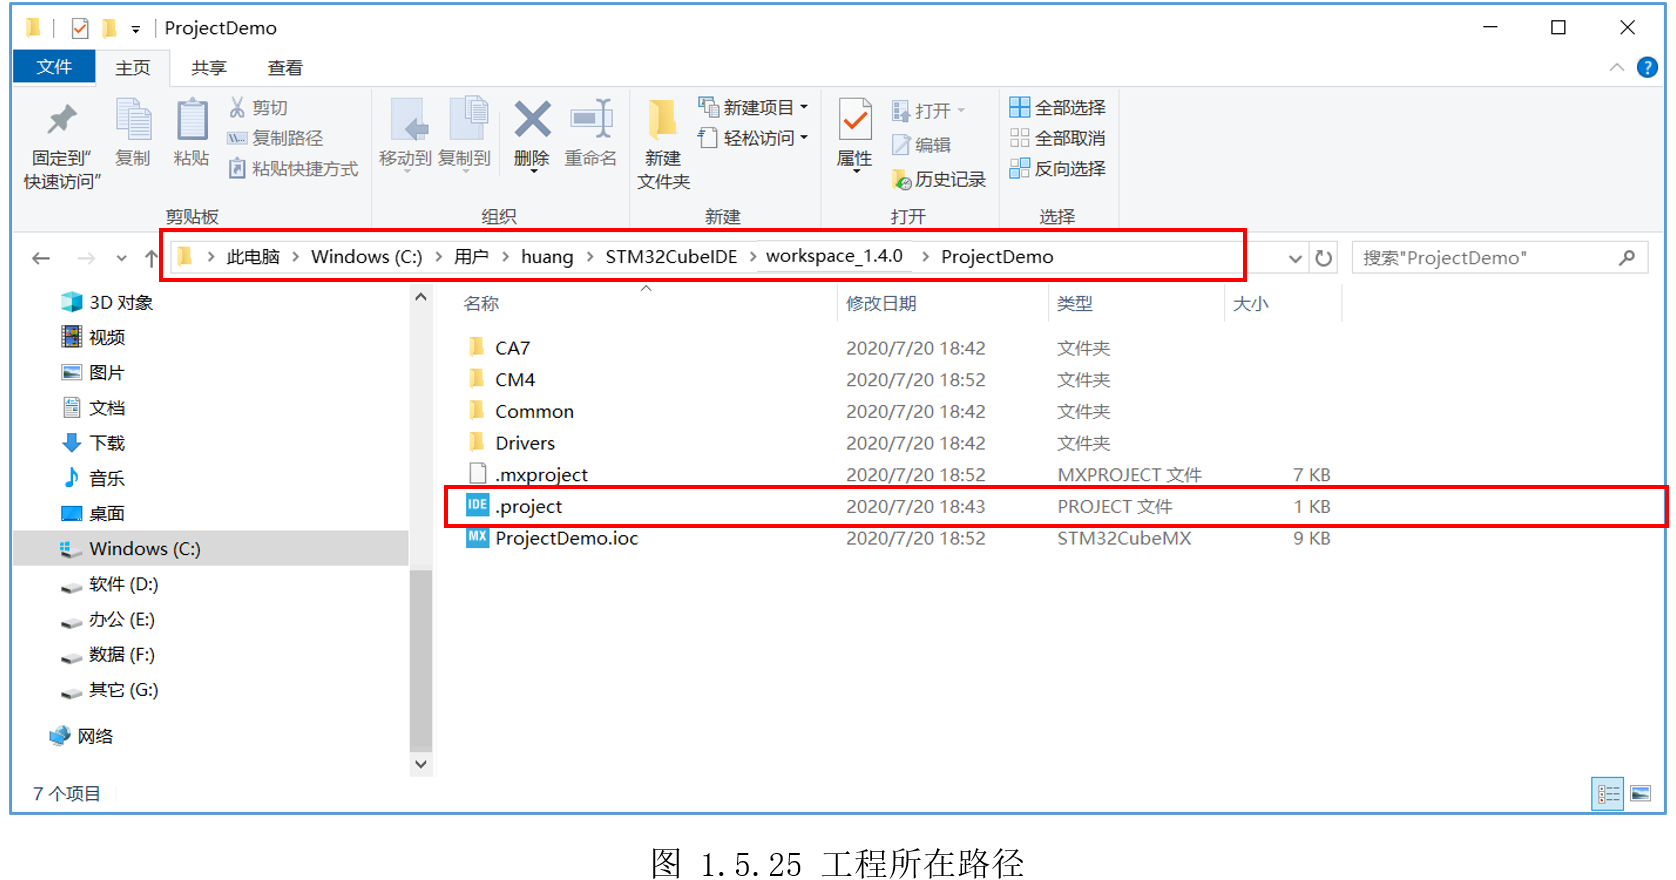 ProjectDemo
文件 主页 共享 查看
固定到"快速访问"
复制
粘贴
剪切
复制路径
粘贴快捷方式
剪贴板
移动到
复制到
删除
重命名
组织
新建文件夹
新建项目
轻松访问
新建
属性
打开
编辑
历史记录
打开
全部选择
全部取消
反向选择
选择
此电脑 > Windows (C:) > 用户 > huang > STM32CubeIDE > workspace_1.4.0 > ProjectDemo
搜索"ProjectDemo"
3D 对象
视频
图片
文档
下载
音乐
桌面
Windows (C:)
软件 (D:)
办公 (E:)
数据 (F:)
其它 (G:)
网络
名称 修改日期 类型 大小
CA7 2020/7/20 18:42 文件夹
CM4 2020/7/20 18:52 文件夹
Common 2020/7/20 18:42 文件夹
Drivers 2020/7/20 18:42 文件夹
.mxproject 2020/7/20 18:52 MXPROJECT 文件 7 KB
IDE .project 2020/7/20 18:43 PROJECT 文件 1 KB
MX ProjectDemo.ioc 2020/7/20 18:52 STM32CubeMX 9 KB
7 个项目
图 1.5.25 工程所在路径